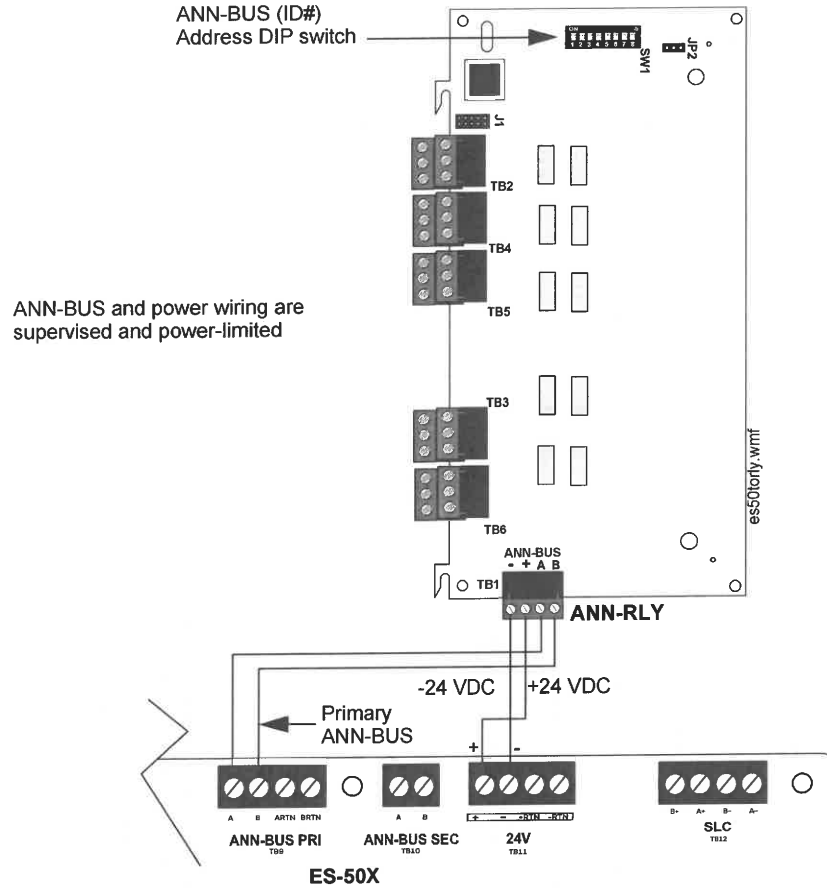 ANN-BUS (ID#)
Address DIP switch
ON
1 2 3 4 5 6 7 8
SW1
JP2
J1
TB2
TB4
TB5
ANN-BUS and power wiring are
supervised and power-limited
TB3
TB6
es50torly.wmf
ANN-BUS
- + A B
TB1
ANN-RLY
-24 VDC
+24 VDC
Primary
ANN-BUS
+ -
A B ARTN BRTN
ANN-BUS PRI
TB9
A B
ANN-BUS SEC
TB10
+ - +RTN -RTN
24V
TB11
B+ A+ B- A-
SLC
TB12
ES-50X